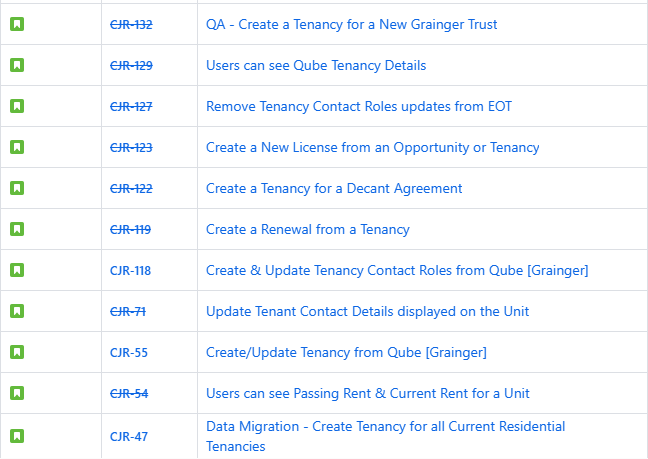 CJR-132 QA - Create a Tenancy for a New Grainger Trust
CJR-129 Users can see Qube Tenancy Details
CJR-127 Remove Tenancy Contact Roles updates from EOT
CJR-123 Create a New License from an Opportunity or Tenancy
CJR-122 Create a Tenancy for a Decant Agreement
CJR-119 Create a Renewal from a Tenancy
CJR-118 Create & Update Tenancy Contact Roles from Qube [Grainger]
CJR-71 Update Tenant Contact Details displayed on the Unit
CJR-55 Create/Update Tenancy from Qube [Grainger]
CJR-54 Users can see Passing Rent & Current Rent for a Unit
CJR-47 Data Migration - Create Tenancy for all Current Residential
Tenancies